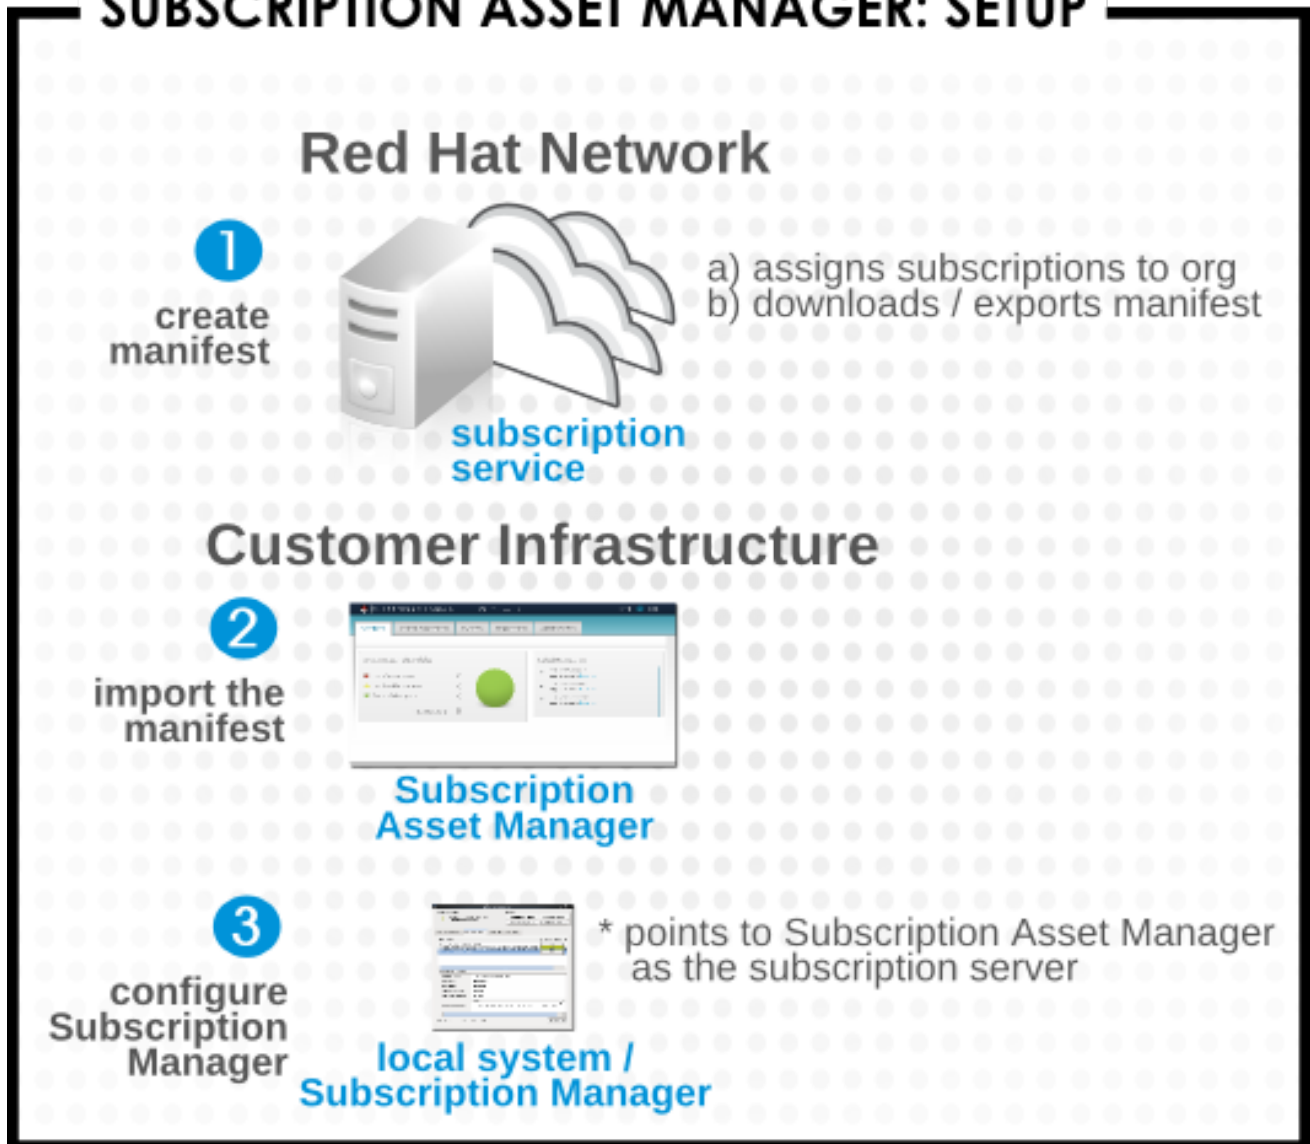 SUBSCRIPTION ASSET MANAGER: SETUP
Red Hat Network
1
create
manifest
a) assigns subscriptions to org
b) downloads / exports manifest
subscription
service
Customer Infrastructure
2
import the
manifest
Subscription
Asset Manager
3
configure
Subscription
Manager
* points to Subscription Asset Manager
as the subscription server
local system /
Subscription Manager